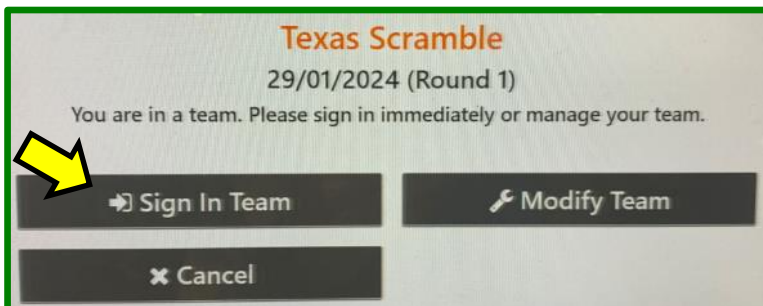 Texas Scramble
29/01/2024 (Round 1)
You are in a team. Please sign in immediately or manage your team.
Sign In Team
Modify Team
Cancel